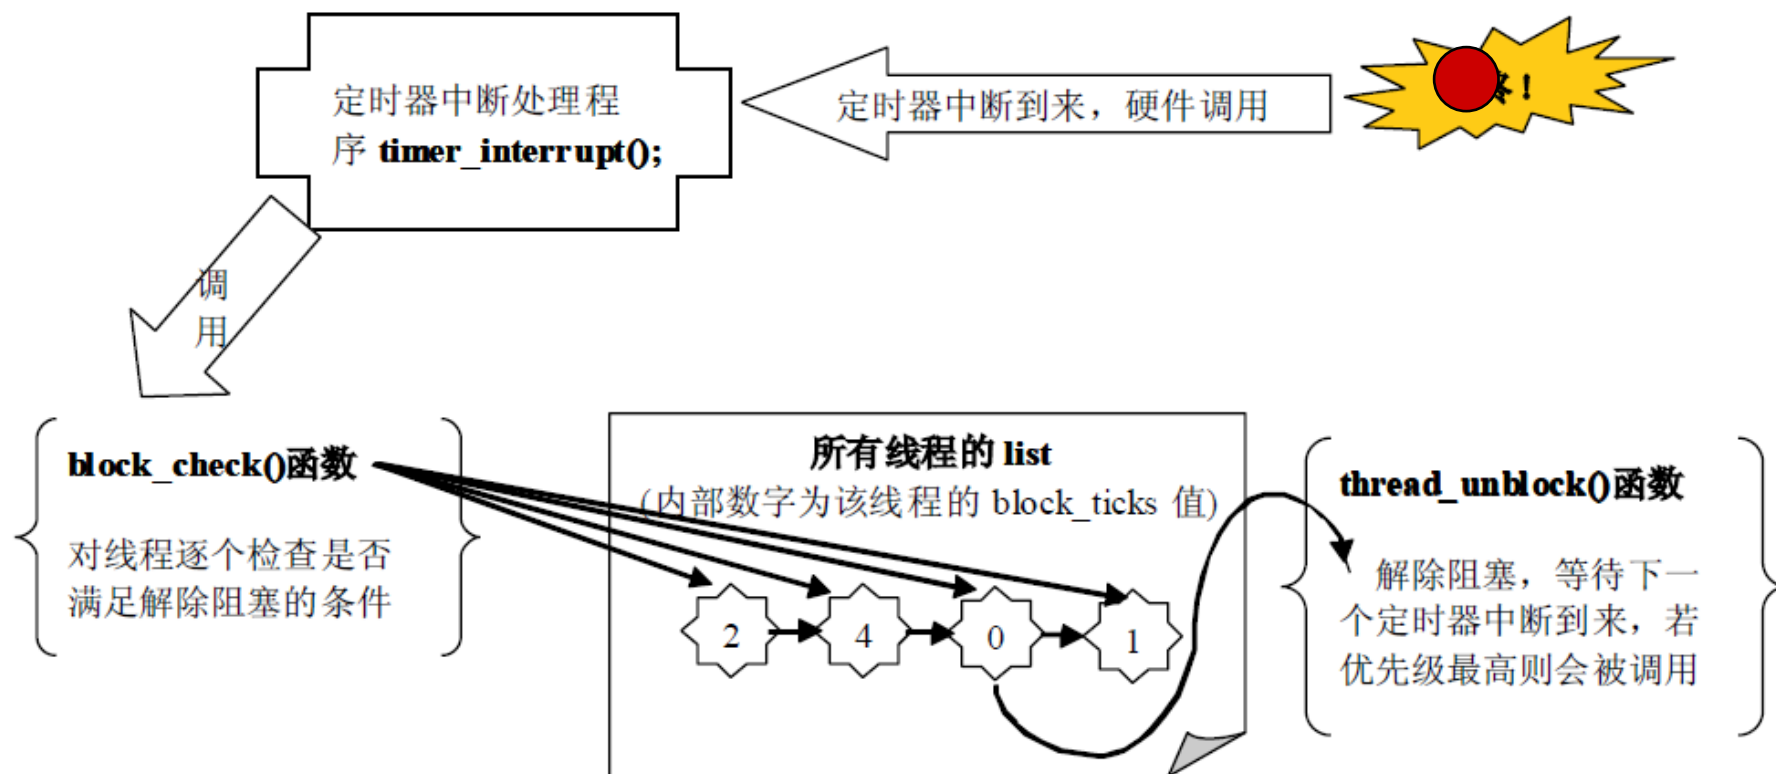 定时器中断处理程
序 timer_interrupt();
定时器中断到来，硬件调用
！
调
用
block_check()函数
对线程逐个检查是否
满足解除阻塞的条件
所有线程的 list
(内部数字为该线程的 block_ticks 值)
2 4 0 1
thread_unblock()函数
解除阻塞，等待下一
个定时器中断到来，若
优先级最高则会被调用